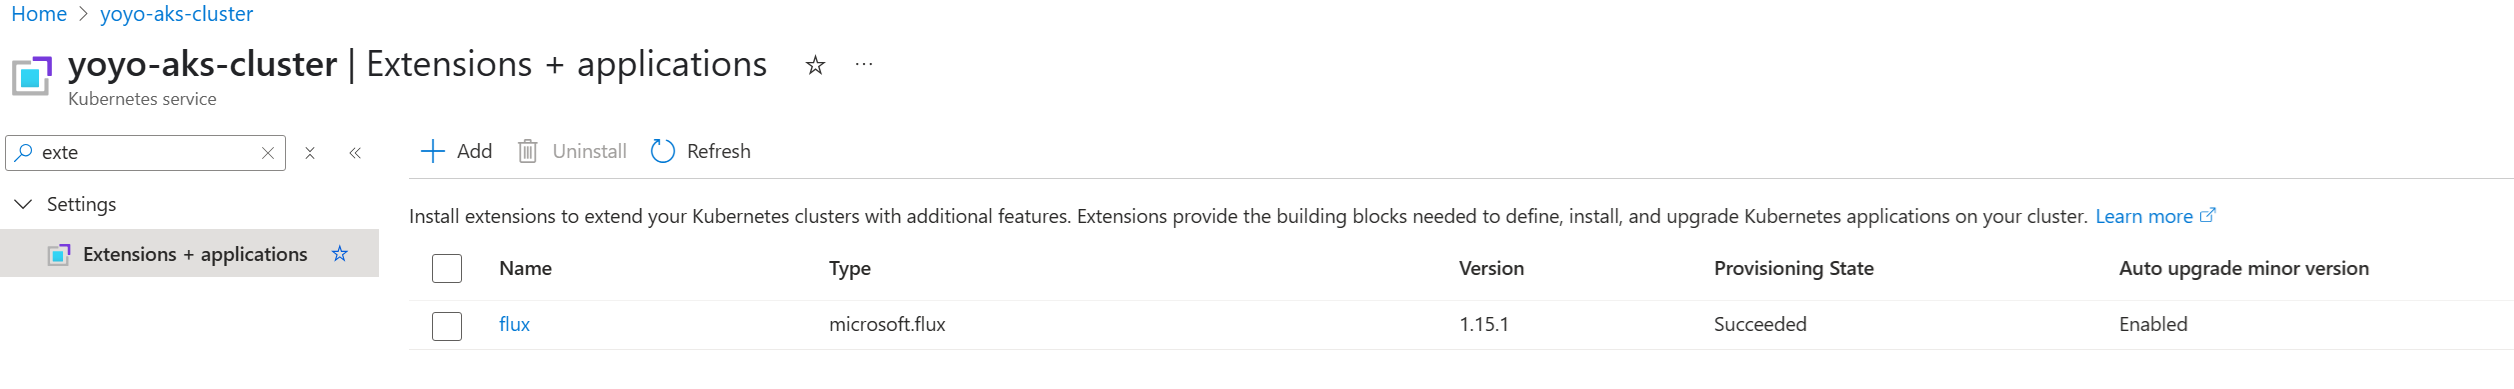 Home > yoyo-aks-cluster
yoyo-aks-cluster | Extensions + applications
Kubernetes service
exte
Add Uninstall Refresh
Settings
Extensions + applications
Install extensions to extend your Kubernetes clusters with additional features. Extensions provide the building blocks needed to define, install, and upgrade Kubernetes applications on your cluster. Learn more
Name Type Version Provisioning State Auto upgrade minor version
flux microsoft.flux 1.15.1 Succeeded Enabled